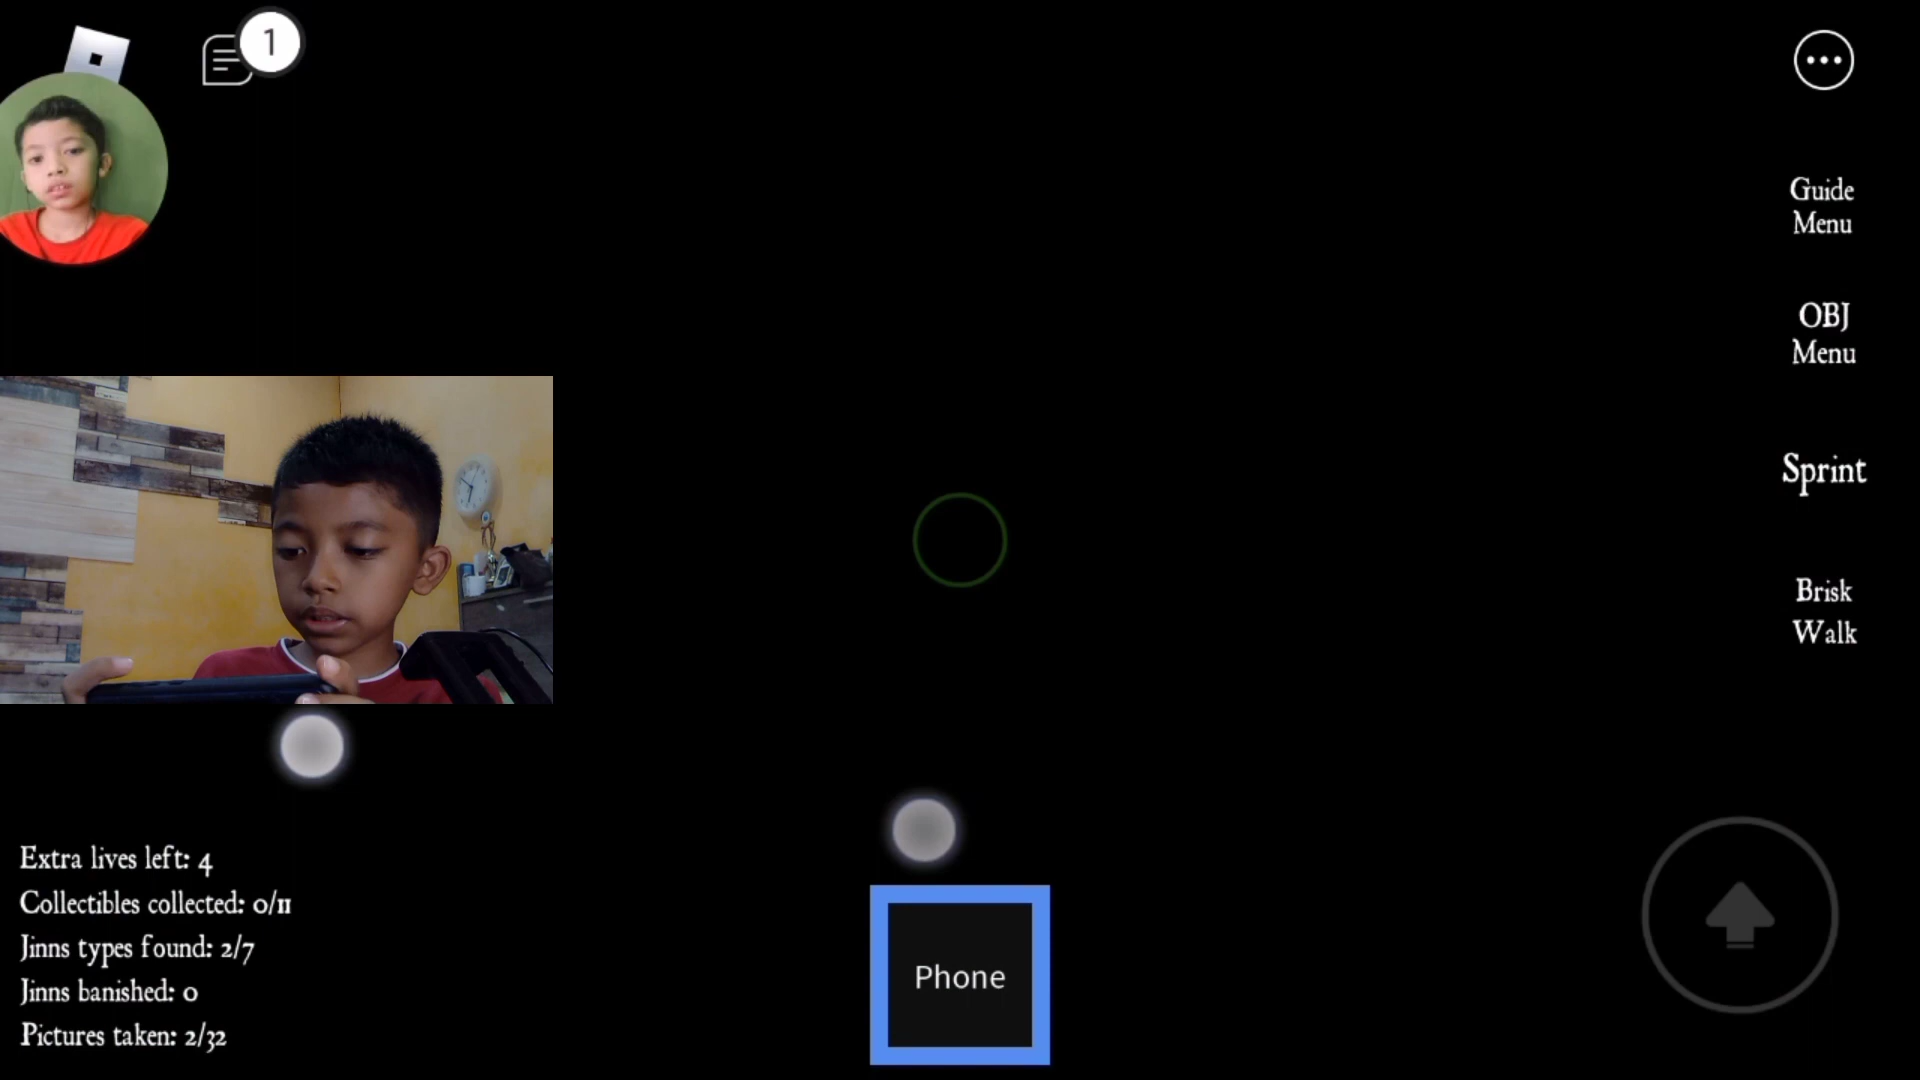 1
Guide
Menu
OBJ
Menu
Sprint
Brisk
Walk
Extra lives left: 4
Collectibles collected: 0/11
Jinns types found: 2/7
Jinns banished: 0
Pictures taken: 2/32
Phone